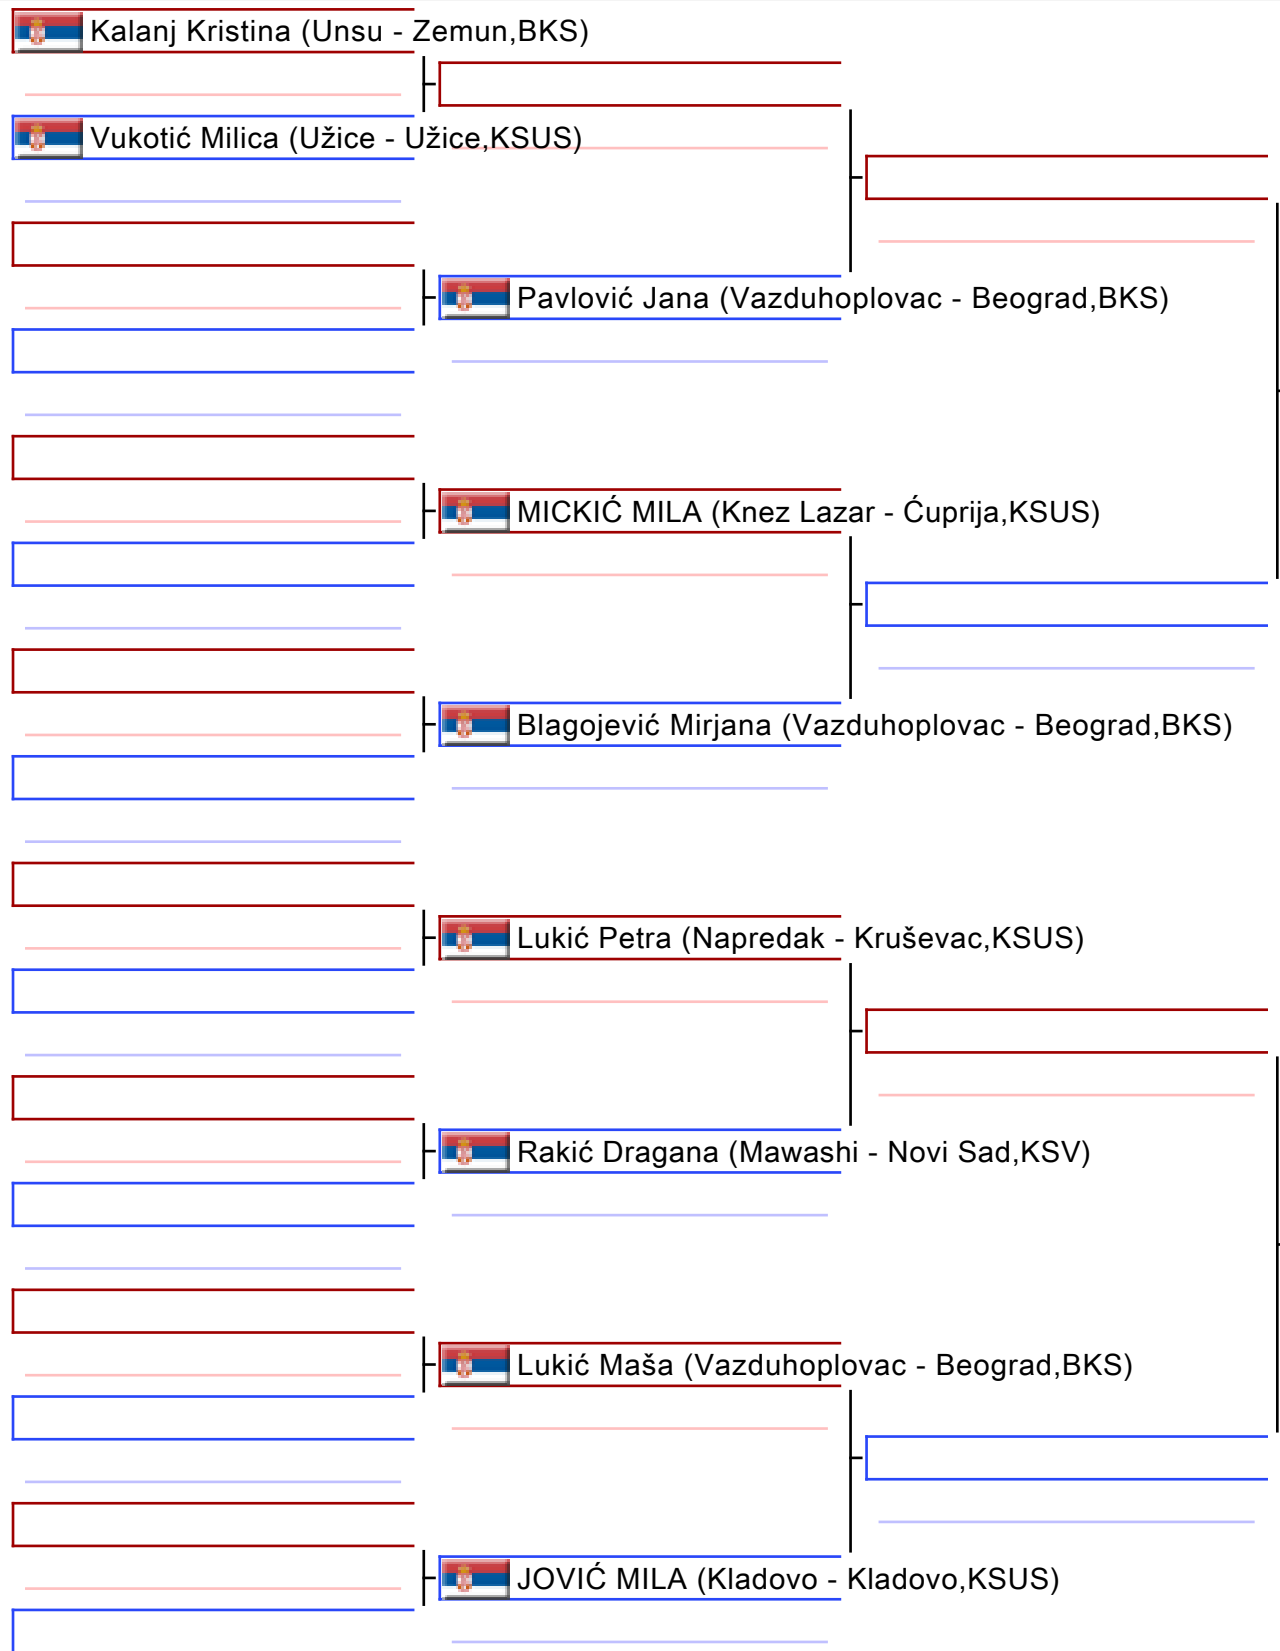 Kalanj Kristina (Unsu - Zemun,BKS)
Vukotić Milica (Užice - Užice,KSUS)
Pavlović Jana (Vazduhoplovac - Beograd,BKS)
MICKIĆ MILA (Knez Lazar - Ćuprija,KSUS)
Blagojević Mirjana (Vazduhoplovac - Beograd,BKS)
Lukić Petra (Napredak - Kruševac,KSUS)
Rakić Dragana (Mawashi - Novi Sad,KSV)
Lukić Maša (Vazduhoplovac - Beograd,BKS)
JOVIĆ MILA (Kladovo - Kladovo,KSUS)